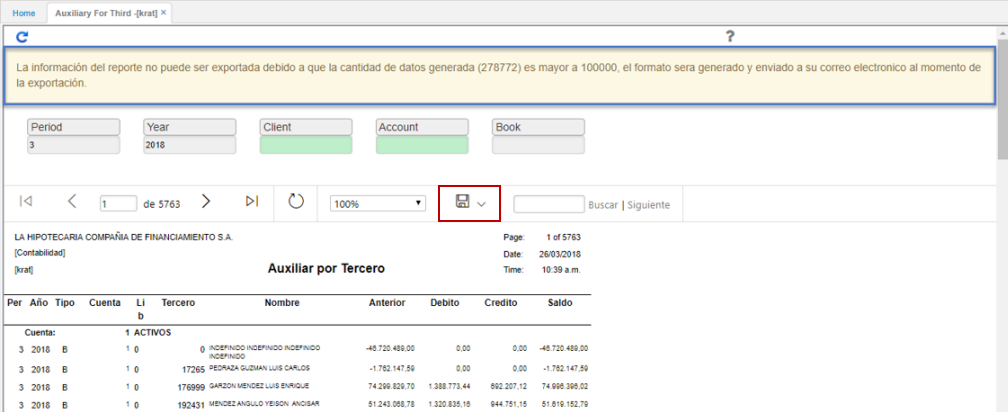 Home Auxiliary For Third -[krat] ×
?
La información del reporte no puede ser exportada debido a que la cantidad de datos generada (278772) es mayor a 100000, el formato sera generado y enviado a su correo electronico al momento de
la exportación.
Period Year Client Account Book
3 2018
1 de 5763 100% Buscar | Siguiente
LA HIPOTECARIA COMPAÑIA DE FINANCIAMIENTO S.A. Page: 1 of 5763
[Contabilidad] Date: 26/03/2018
[krat] Auxiliar por Tercero Time: 10:39 a.m.
Per Año Tipo Cuenta Li Tercero Nombre Anterior Debito Credito Saldo
b
Cuenta: 1 ACTIVOS
3 2018 B 1 0 0 INDEFINIDO INDEFINIDO INDEFINIDO -46.720.489,00 0,00 0,00 -46.720.489,00
INDEFINIDO
3 2018 B 1 0 17265 PEDRAZA GUZMAN LUIS CARLOS -1.762.147,59 0,00 0,00 -1.762.147,59
3 2018 B 1 0 176999 GARZON MENDEZ LUIS ENRIQUE 74.299.829,70 1.388.773,44 692.207,12 74.996.396,02
3 2018 B 1 0 192431 MENDEZ ANGULO YEISON ANCISAR 51.243.068,78 1.320.835,16 944.751,15 51.619.152,79